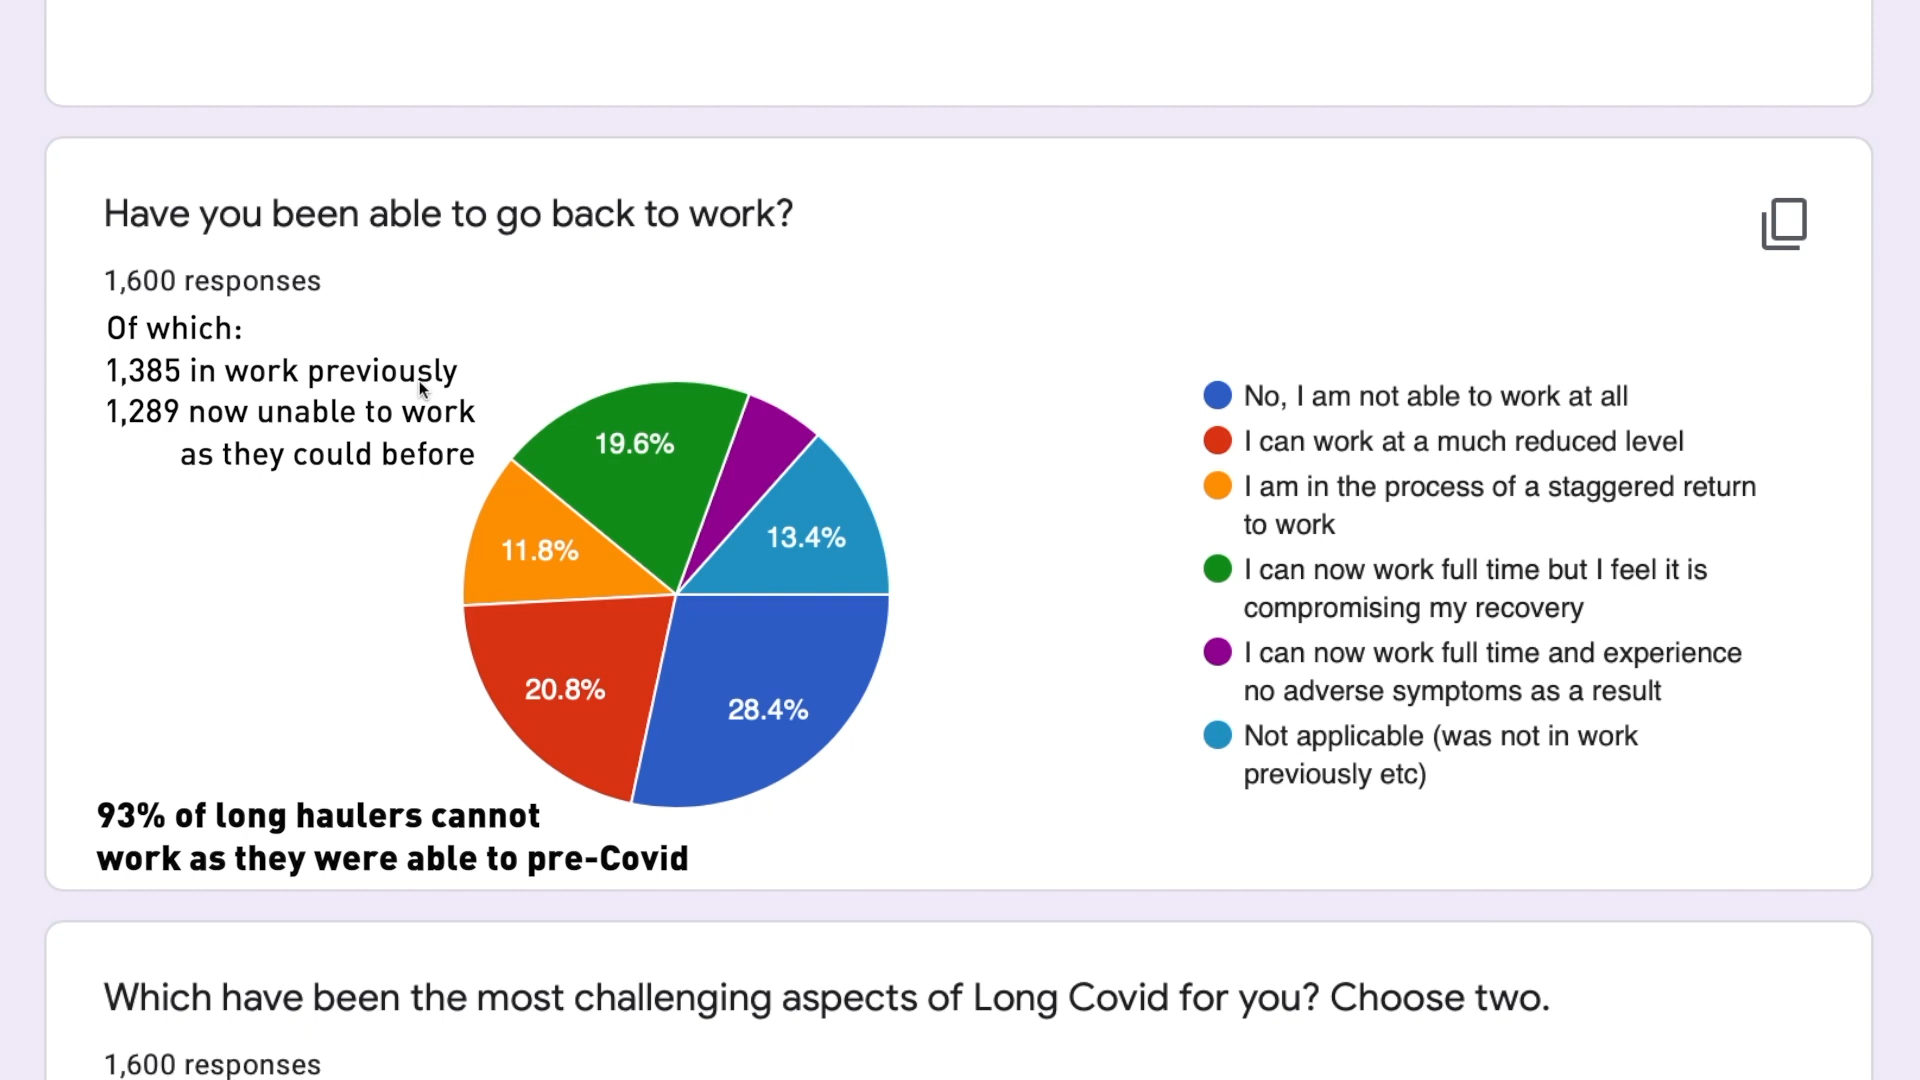 Have you been able to go back to work?
1,600 responses
Of which:
1,385 in work previously
1,289 now unable to work
as they could before
19.6%
11.8%
13.4%
20.8%
28.4%
No, I am not able to work at all
I can work at a much reduced level
I am in the process of a staggered return
to work
I can now work full time but I feel it is
compromising my recovery
I can now work full time and experience
no adverse symptoms as a result
Not applicable (was not in work
previously etc)
93% of long haulers cannot
work as they were able to pre-Covid
Which have been the most challenging aspects of Long Covid for you? Choose two.
1,600 responses